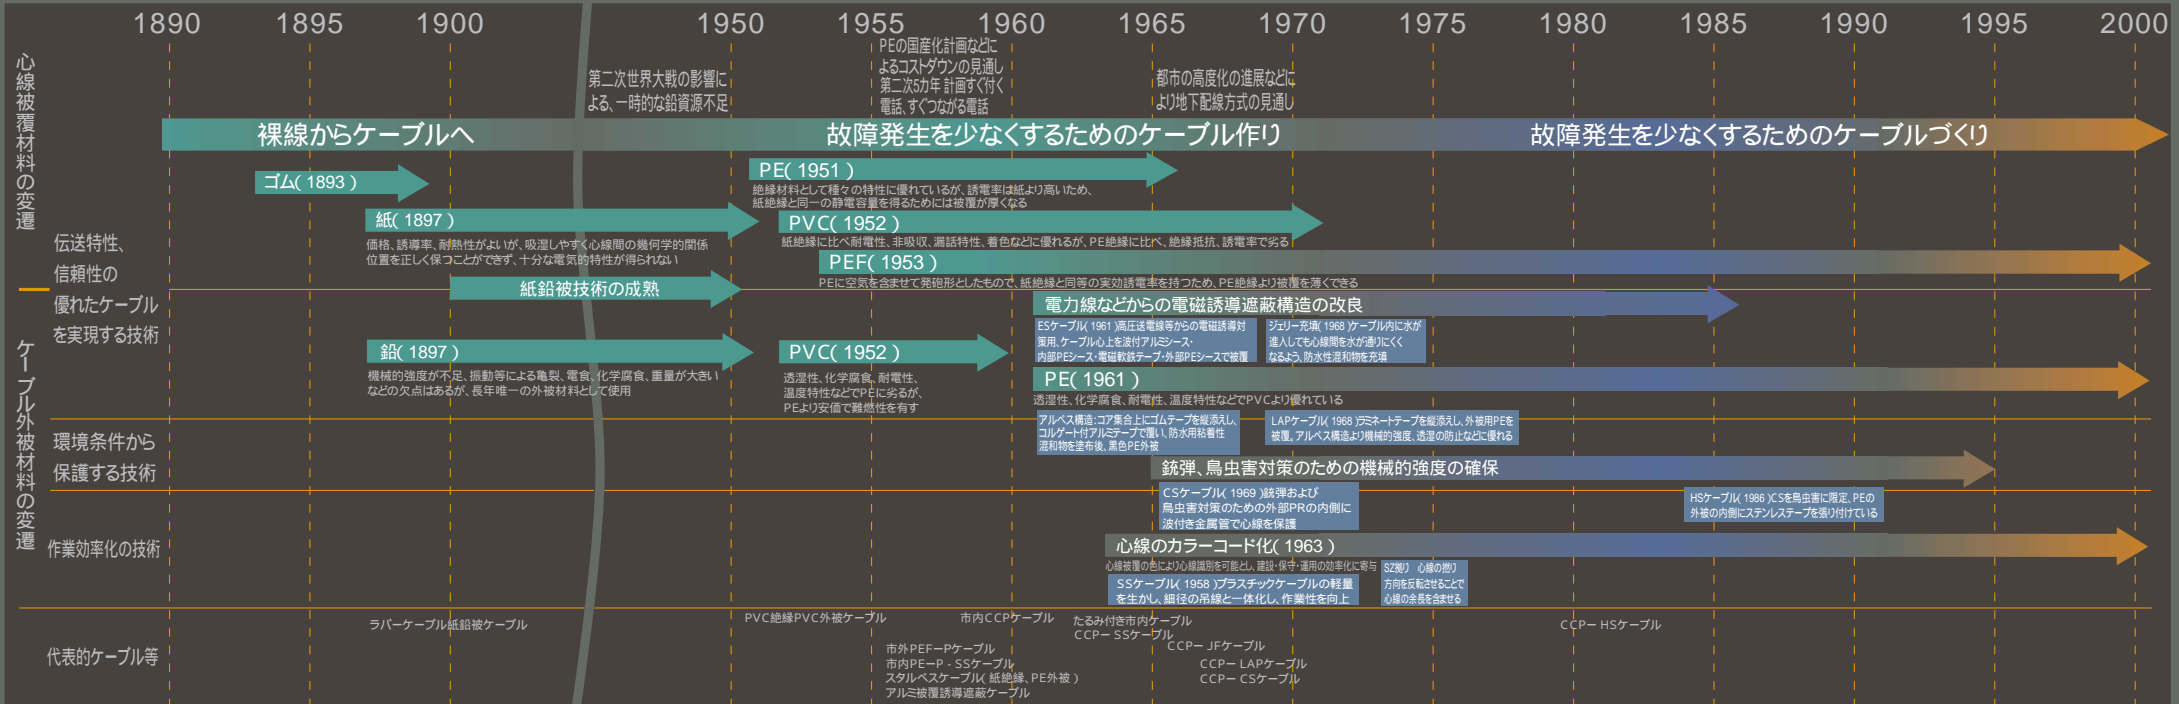 1890 1895 1900 1950 1955 1960 1965 1970 1975 1980 1985 1990 1995 2000
心線被覆材料の変遷
第二次世界大戦の影響に
よる、一時的な鉛資源不足
PEの国産化計画などに
よるコストダウンの見通し
第二次5カ年 計画すぐ付く
電話、すぐつながる電話
都市の高度化の進展などに
より地下配線方式の見通し
裸線からケーブルへ
故障発生を少なくするためのケーブル作り
故障発生を少なくするためのケーブルづくり
ゴム( 1893 )
PE( 1951 )
絶縁材料として種々の特性に優れているが、誘電率は紙より高いため、
紙絶縁と同一の静電容量を得るためには被覆が厚くなる
紙( 1897 )
価格、誘導率、耐熱性がよいが、吸湿しやすく心線間の幾何学的関係
位置を正しく保つことができず、十分な電気的特性が得られない
PVC( 1952 )
紙絶縁に比べ耐電性、非吸収、漏話特性、着色などに優れるが、PE絶縁に比べ、絶縁抵抗、誘電率で劣る
PEF( 1953 )
PEに空気を含ませて発砲形としたもので、紙絶縁と同等の実効誘電率を持つため、PE絶縁より被覆を薄くできる
伝送特性、
信頼性の
優れたケーブル
を実現する技術
紙鉛被技術の成熟
電力線などからの電磁誘導遮蔽構造の改良
ESケーブル( 1961 )高圧送電線等からの電磁誘導対
策用、ケーブル心上を波付アルミシース・
内部PEシース・電磁軟鉄テープ・外部PEシースで被覆
ジェリー充填( 1968 )ケーブル内に水が
進入しても心線間を水が通りにくく
なるよう、防水性混和物を充填
ケーブル外被材料の変遷
鉛( 1897 )
機械的強度が不足、振動等による亀裂、電食、化学腐食、重量が大きい
などの欠点はあるが、長年唯一の外被材料として使用
PVC( 1952 )
透湿性、化学腐食、耐電性、
温度特性などでPEに劣るが、
PEより安価で難燃性を有す
PE( 1961 )
透湿性、化学腐食、耐電性、温度特性などでPVCより優れている
環境条件から
保護する技術
アルペス構造:コア集合上にゴムテープを縦添えし、
コルゲート付アルミテープで覆い、防水用粘着性
混和物を塗布後、黒色PE外被
LAPケーブル( 1968 )ラミネートテープを縦添えし、外被用PEを
被覆。アルペス構造より機械的強度、透湿の防止などに優れる
銃弾、鳥虫害対策のための機械的強度の確保
CSケーブル( 1969 )銃弾および
鳥虫害対策のための外部PRの内側に
波付き金属管で心線を保護
HSケーブル( 1986 )CSを鳥虫害に限定、PEの
外被の内側にステンレステープを張り付けている
作業効率化の技術
心線のカラーコード化( 1963 )
心線被覆の色により心線識別を可能とし、建設・保守・運用の効率化に寄与
SSケーブル( 1958 )プラスチックケーブルの軽量
を生かし、細径の吊線と一体化し、作業性を向上
SZ撚り 心線の撚り
方向を反転させることで
心線の余長を含ませる
代表的ケーブル等
ラバーケーブル紙鉛被ケーブル
PVC絶縁PVC外被ケーブル
市外PEFーPケーブル
市内PEーP - SSケーブル
スタルペスケーブル( 紙絶縁、PE外被 )
アルミ被覆誘導遮蔽ケーブル
市内CCPケーブル
たるみ付き市内ケーブル
CCPー SSケーブル
CCPー JFケーブル
CCPー LAPケーブル
CCPー CSケーブル
CCPー HSケーブル